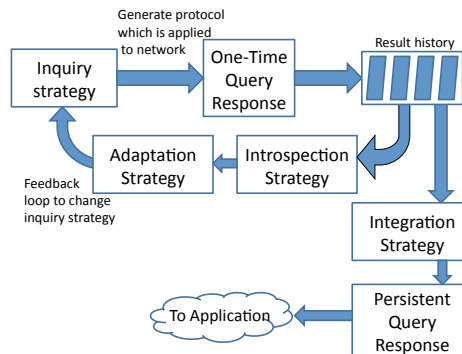 Generate protocol
which is applied
to network
Result history
Inquiry
strategy
One-Time
Query
Response
Adaptation
Strategy
Introspection
Strategy
Feedback
loop to change
inquiry strategy
Integration
Strategy
To Application
Persistent
Query
Response